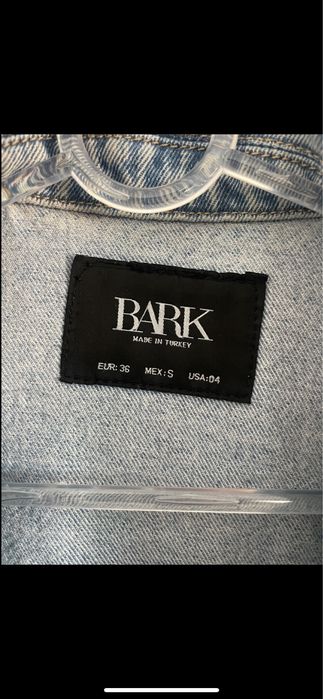 BARK
MADE IN TURKEY
EUR: 36 MEX: S USA: 04